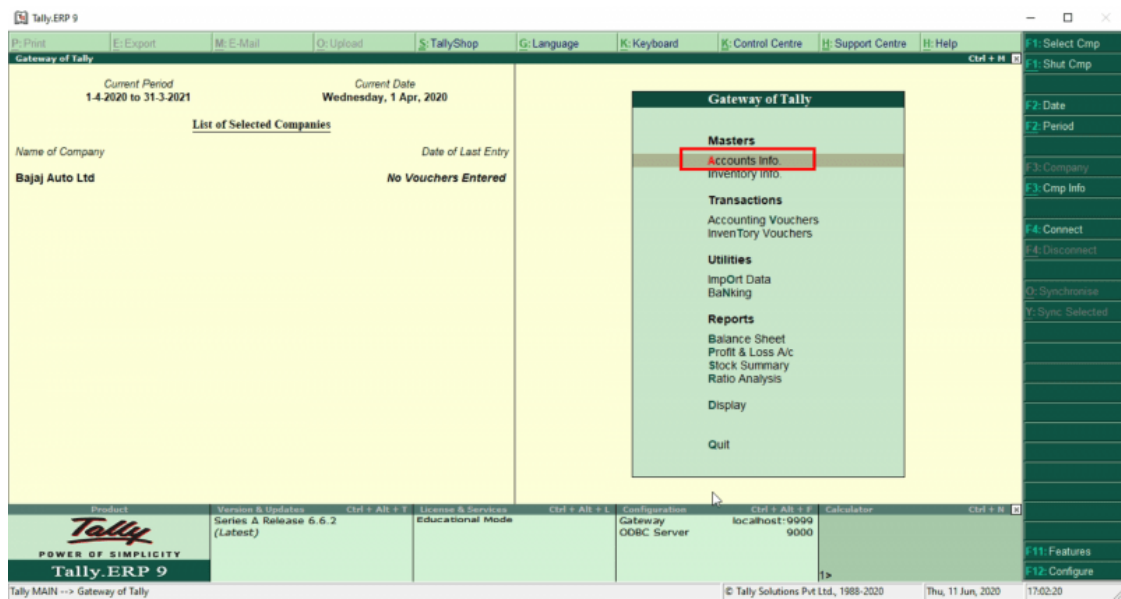 Tally.ERP 9
P: Print E: Export M: E-Mail O: Upload S: TallyShop G: Language K: Keyboard K: Control Centre H: Support Centre H: Help
Gateway of Tally Ctrl + M
Current Period Current Date
1-4-2020 to 31-3-2021 Wednesday, 1 Apr, 2020
List of Selected Companies
Name of Company Date of Last Entry
Bajaj Auto Ltd No Vouchers Entered
Gateway of Tally
Masters
Accounts Info.
Inventory Info.
Transactions
Accounting Vouchers
InvenTory Vouchers
Utilities
ImpOrt Data
BaNking
Reports
Balance Sheet
Profit & Loss A/c
Stock Summary
Ratio Analysis
Display
Quit
F1: Select Cmp
F1: Shut Cmp
F2: Date
F2: Period
F3: Company
F3: Cmp Info
F4: Connect
F4: Disconnect
O: Synchronise
Y: Sync Selected
F11: Features
F12: Configure
Product Version & Updates Ctrl + Alt + T License & Services Ctrl + Alt + L Configuration Ctrl + Alt + F Calculator Ctrl + N
Tally
POWER OF SIMPLICITY
Tally.ERP 9
Series A Release 6.6.2
(Latest)
Educational Mode
Gateway localhost:9999
ODBC Server 9000
1>
Tally MAIN --> Gateway of Tally © Tally Solutions Pvt Ltd., 1988-2020 Thu, 11 Jun, 2020 17:02:20